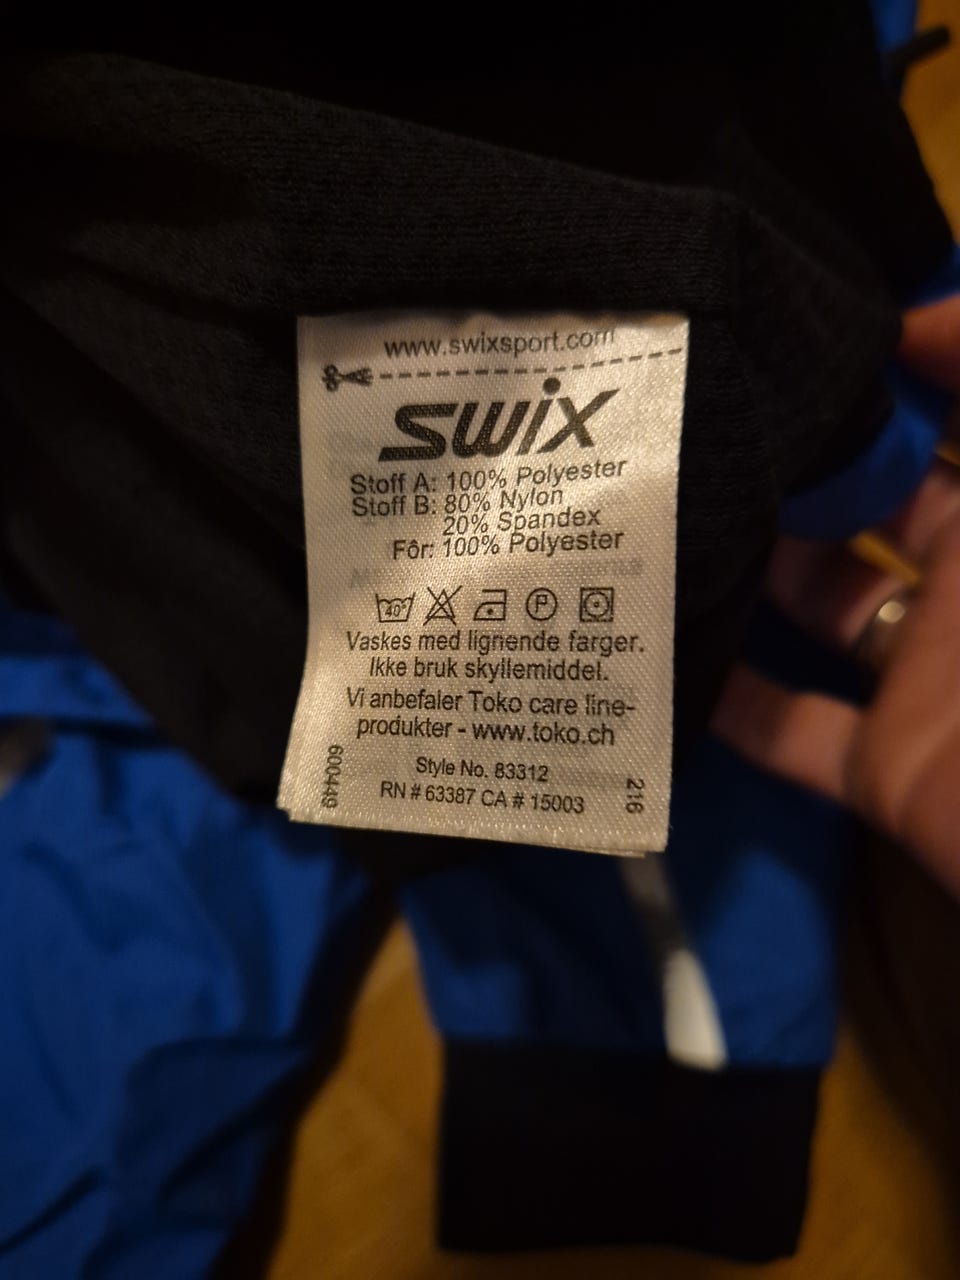 www.swixsport.com
swix
Stoff A: 100% Polyester
Stoff B: 80% Nylon
20% Spandex
Fôr: 100% Polyester
40°
P
Vaskes med lignende farger.
Ikke bruk skyllemiddel.
Vi anbefaler Toko care line-
produkter - www.toko.ch
Style No. 83312
RN # 63387 CA # 15003
600449
216